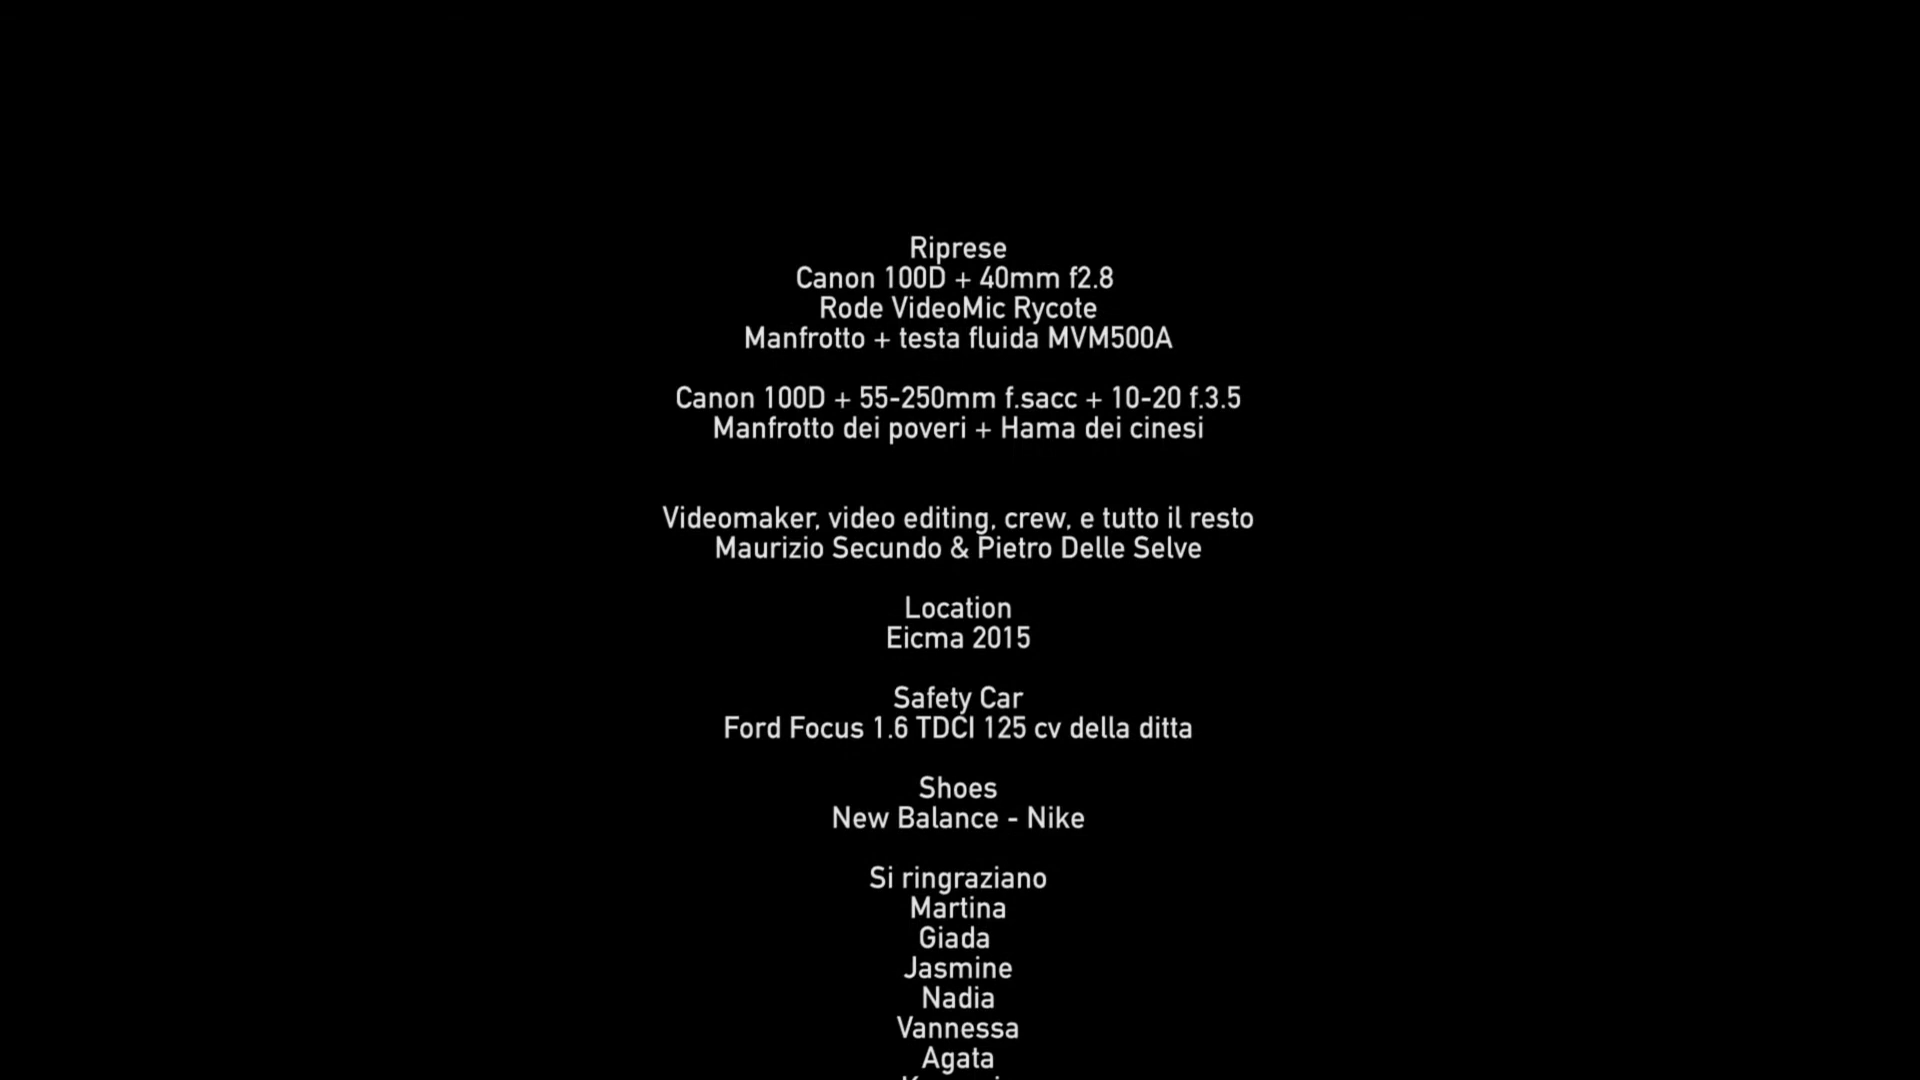 Riprese
Canon 100D + 40mm f2.8
Rode VideoMic Rycote
Manfrotto + testa fluida MVM500A
Canon 100D + 55-250mm f.sacc + 10-20 f.3.5
Manfrotto dei poveri + Hama dei cinesi
Videomaker, video editing, crew, e tutto il resto
Maurizio Secundo & Pietro Delle Selve
Location
Eicma 2015
Safety Car
Ford Focus 1.6 TDCI 125 cv della ditta
Shoes
New Balance - Nike
Si ringraziano
Martina
Giada
Jasmine
Nadia
Vannessa
Agata